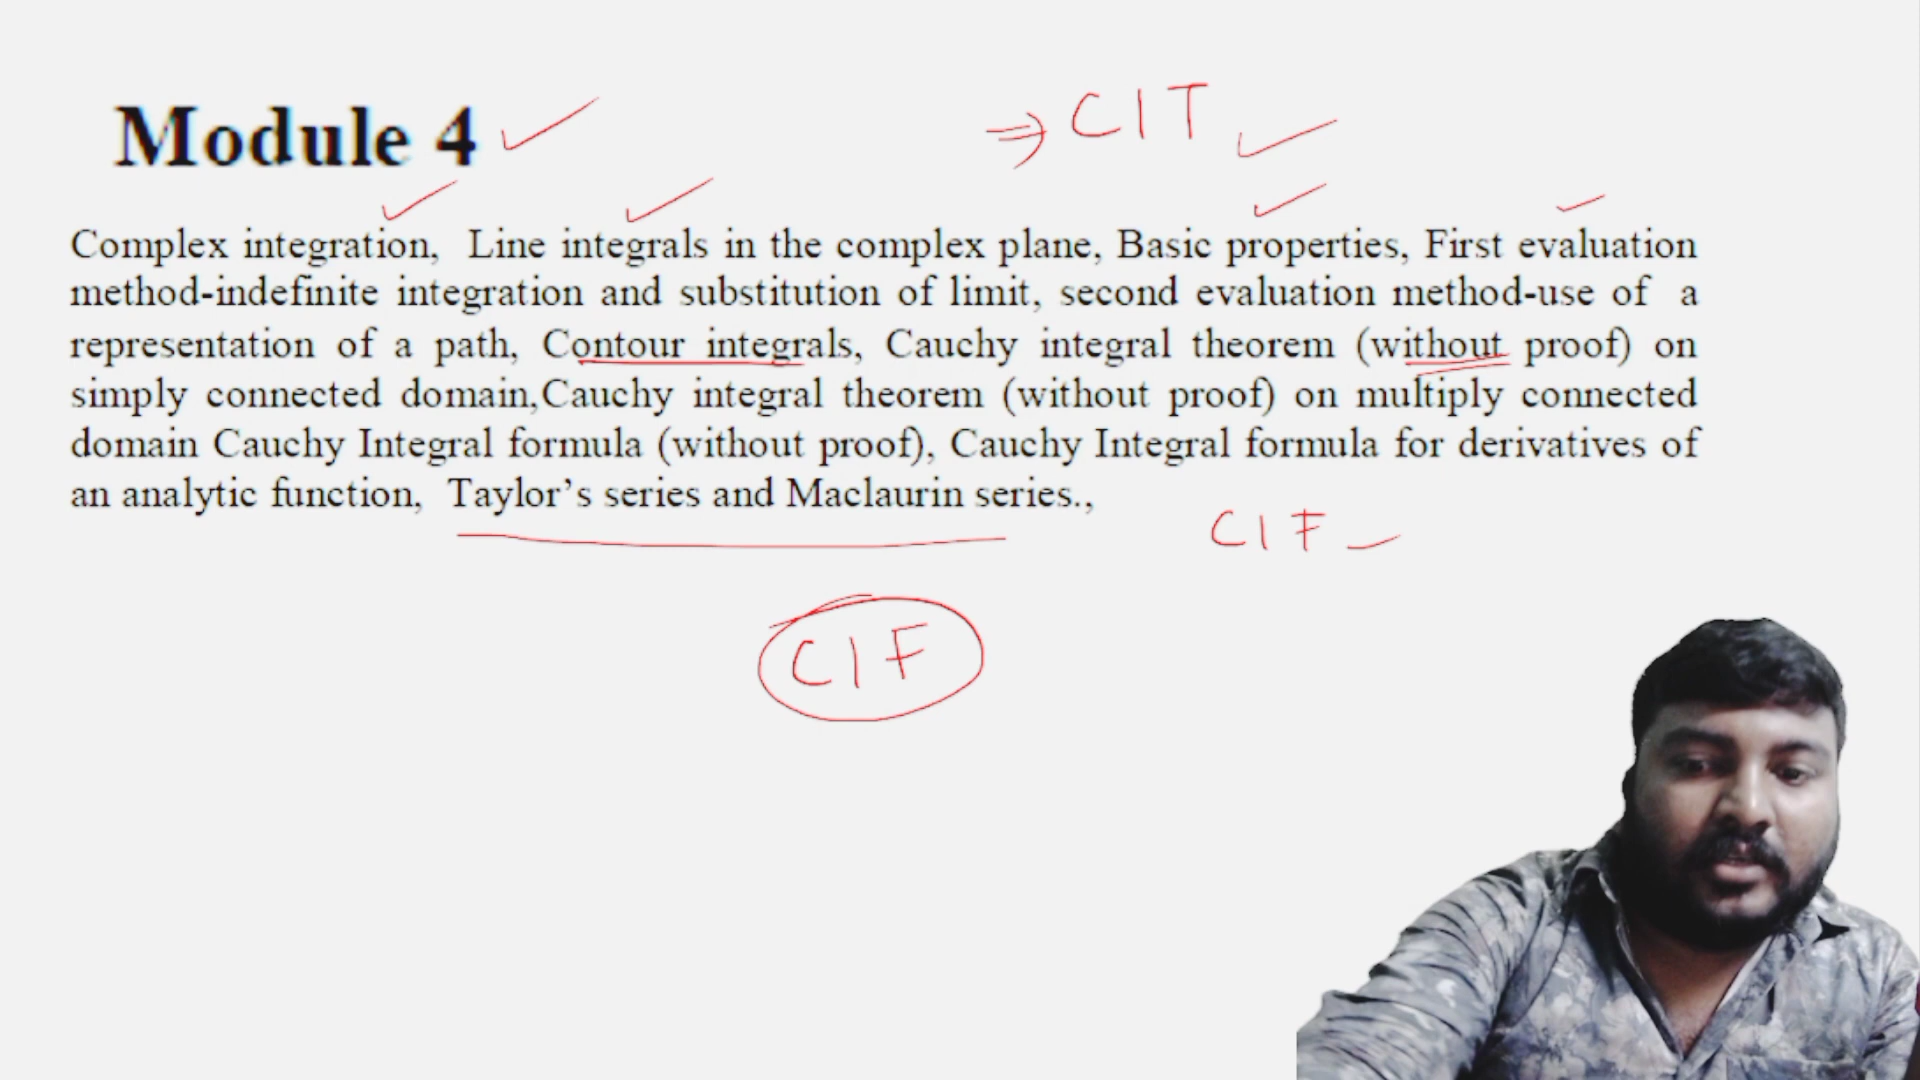 Module 4
⇒ CIT
Complex integration, Line integrals in the complex plane, Basic properties, First evaluation
method-indefinite integration and substitution of limit, second evaluation method-use of a
representation of a path, Contour integrals, Cauchy integral theorem (without proof) on
simply connected domain,Cauchy integral theorem (without proof) on multiply connected
domain Cauchy Integral formula (without proof), Cauchy Integral formula for derivatives of
an analytic function, Taylor’s series and Maclaurin series.,
CIF
CIF